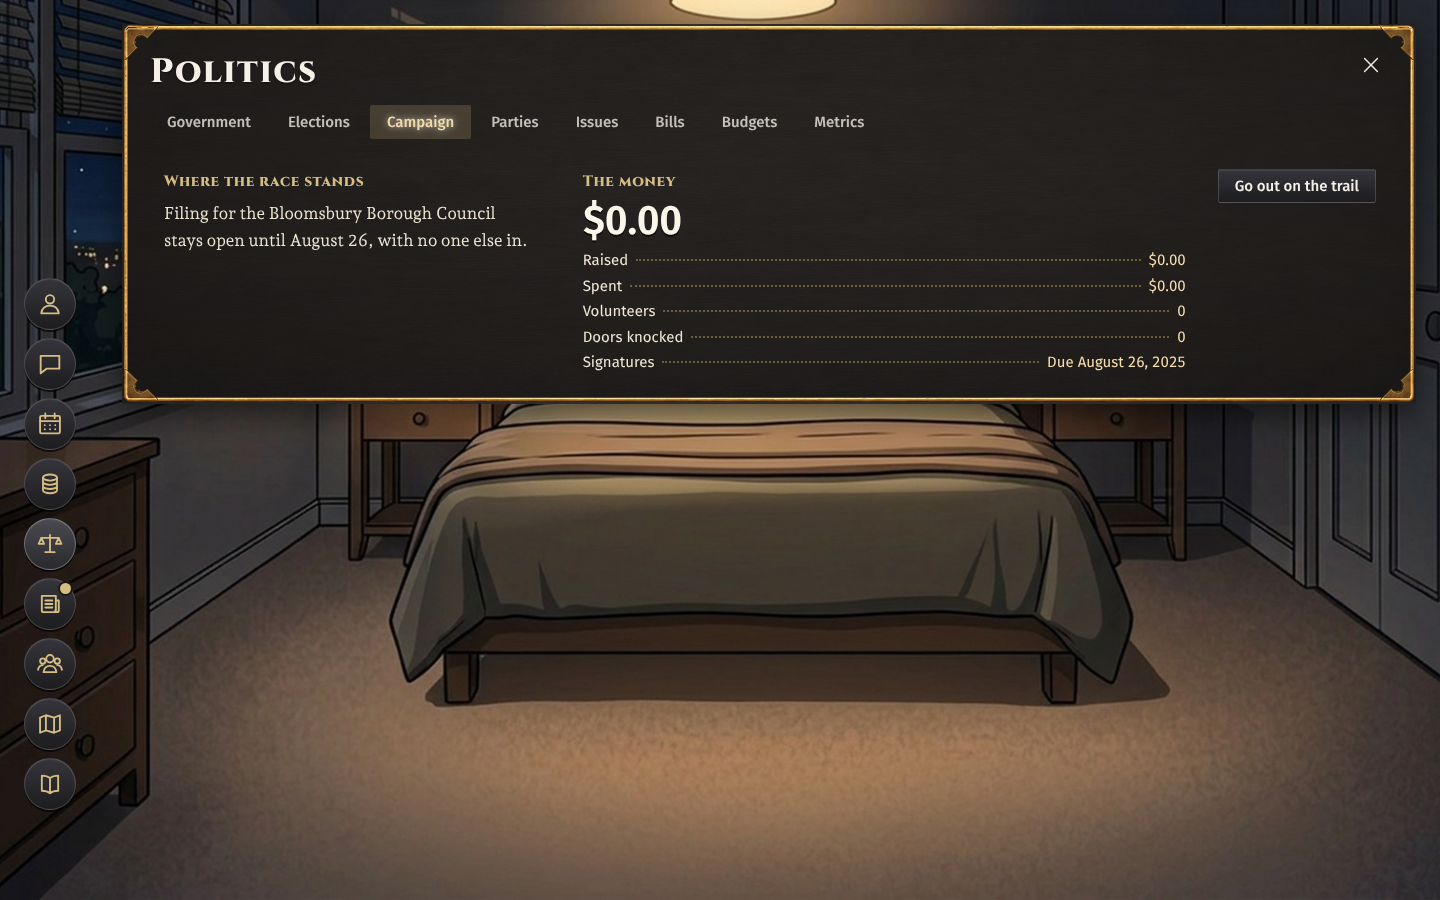 Politics
Government
Elections
Campaign
Parties
Issues
Bills
Budgets
Metrics
Where the race stands
Filing for the Bloomsbury Borough Council
stays open until August 26, with no one else in.
The money
$0.00
Raised $0.00
Spent $0.00
Volunteers 0
Doors knocked 0
Signatures Due August 26, 2025
Go out on the trail